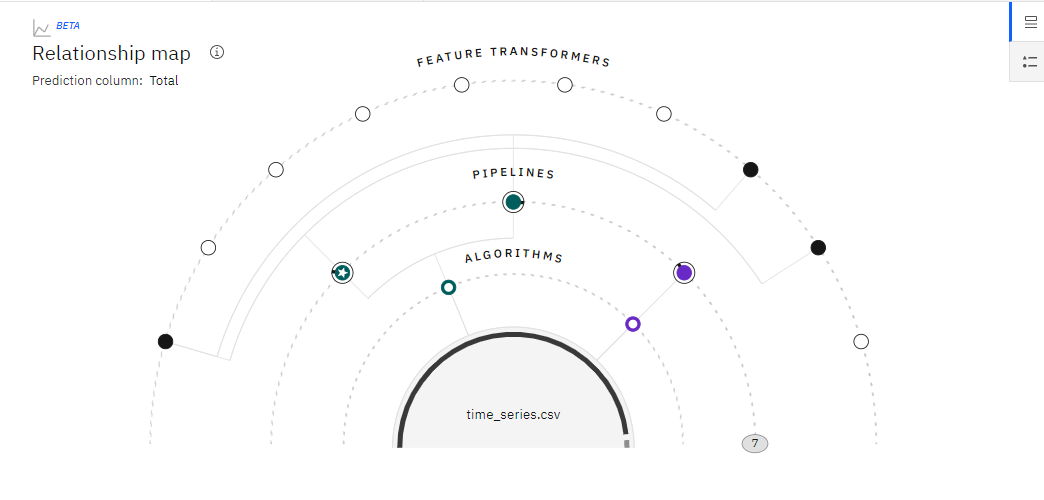 BETA
Relationship map
Prediction column: Total
FEATURE TRANSFORMERS
PIPELINES
ALGORITHMS
time_series.csv
7